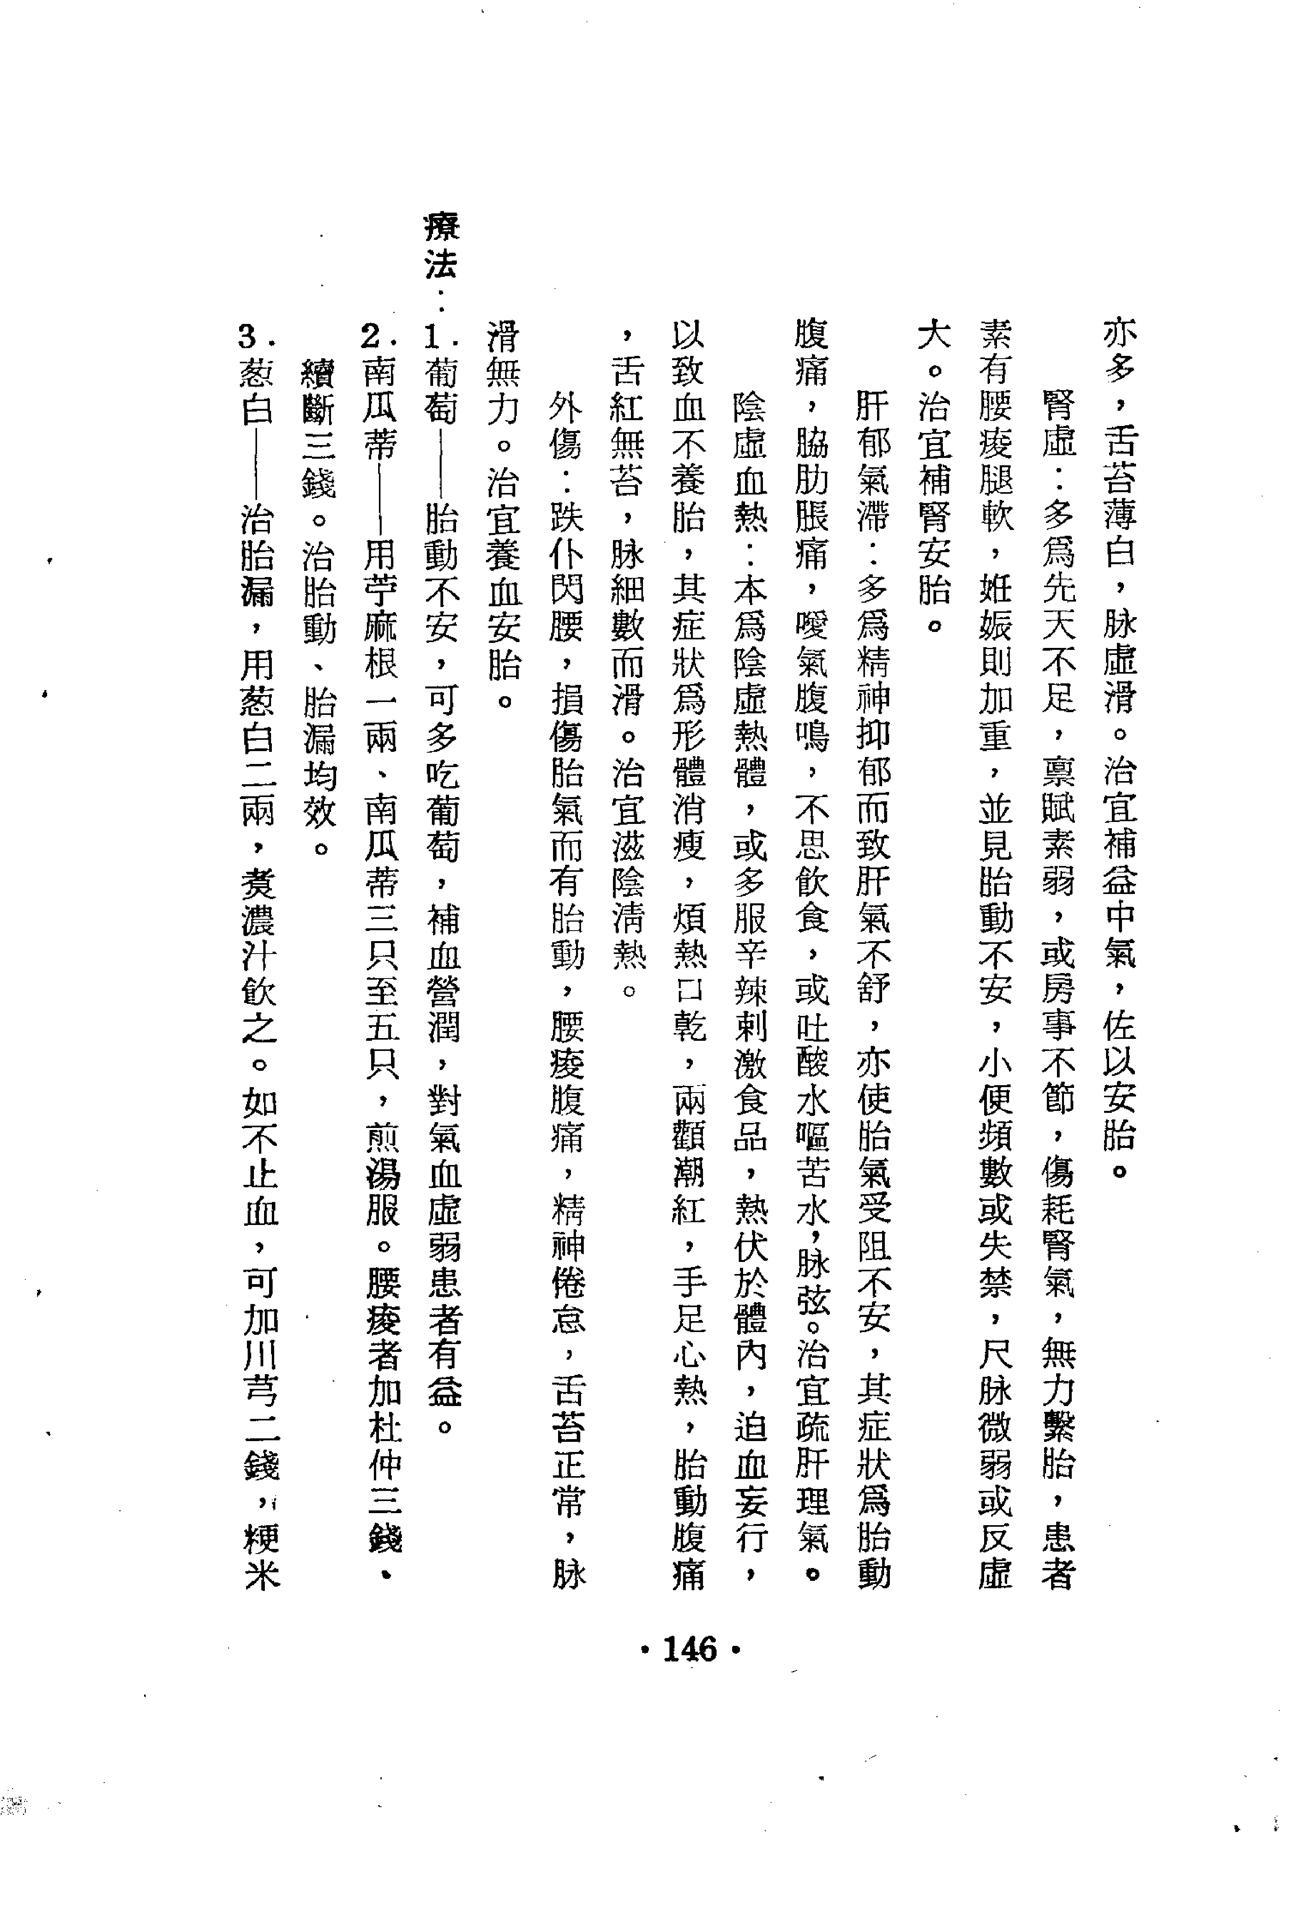 亦多，舌苔薄白，脉虛滑。治宜補益中氣，佐以安胎。
腎虛：多爲先天不足，禀賦素弱，或房事不節，傷耗腎氣，無力繫胎，患者
素有腰痠腿軟，姙娠則加重，並見胎動不安，小便頻數或失禁，尺脉微弱或反虛
大。治宜補腎安胎。
肝郁氣滯：多爲精神抑郁而致肝氣不舒，亦使胎氣受阻不安，其症狀爲胎動
腹痛，脇肋脹痛，噯氣腹鳴，不思飲食，或吐酸水嘔苦水，脉弦。治宜疏肝理氣。
陰虛血熱：本爲陰虛熱體，或多服辛辣刺激食品，熱伏於體內，迫血妄行，
以致血不養胎，其症狀爲形體消瘦，煩熱口乾，兩顴潮紅，手足心熱，胎動腹痛
，舌紅無苔，脉細數而滑。治宜滋陰淸熱。
外傷：跌仆閃腰，損傷胎氣而有胎動，腰痠腹痛，精神倦怠，舌苔正常，脉
滑無力。治宜養血安胎。
療法：1.葡萄——胎動不安，可多吃葡萄，補血營潤，對氣血虛弱患者有益。
2.南瓜蒂——用苧麻根一兩、南瓜蒂三只至五只，煎湯服。腰痠者加杜仲三錢、
續斷三錢。治胎動、胎漏均效。
3.葱白——治胎漏，用葱白二兩，煮濃汁飲之。如不止血，可加川芎二錢，粳米
·146·